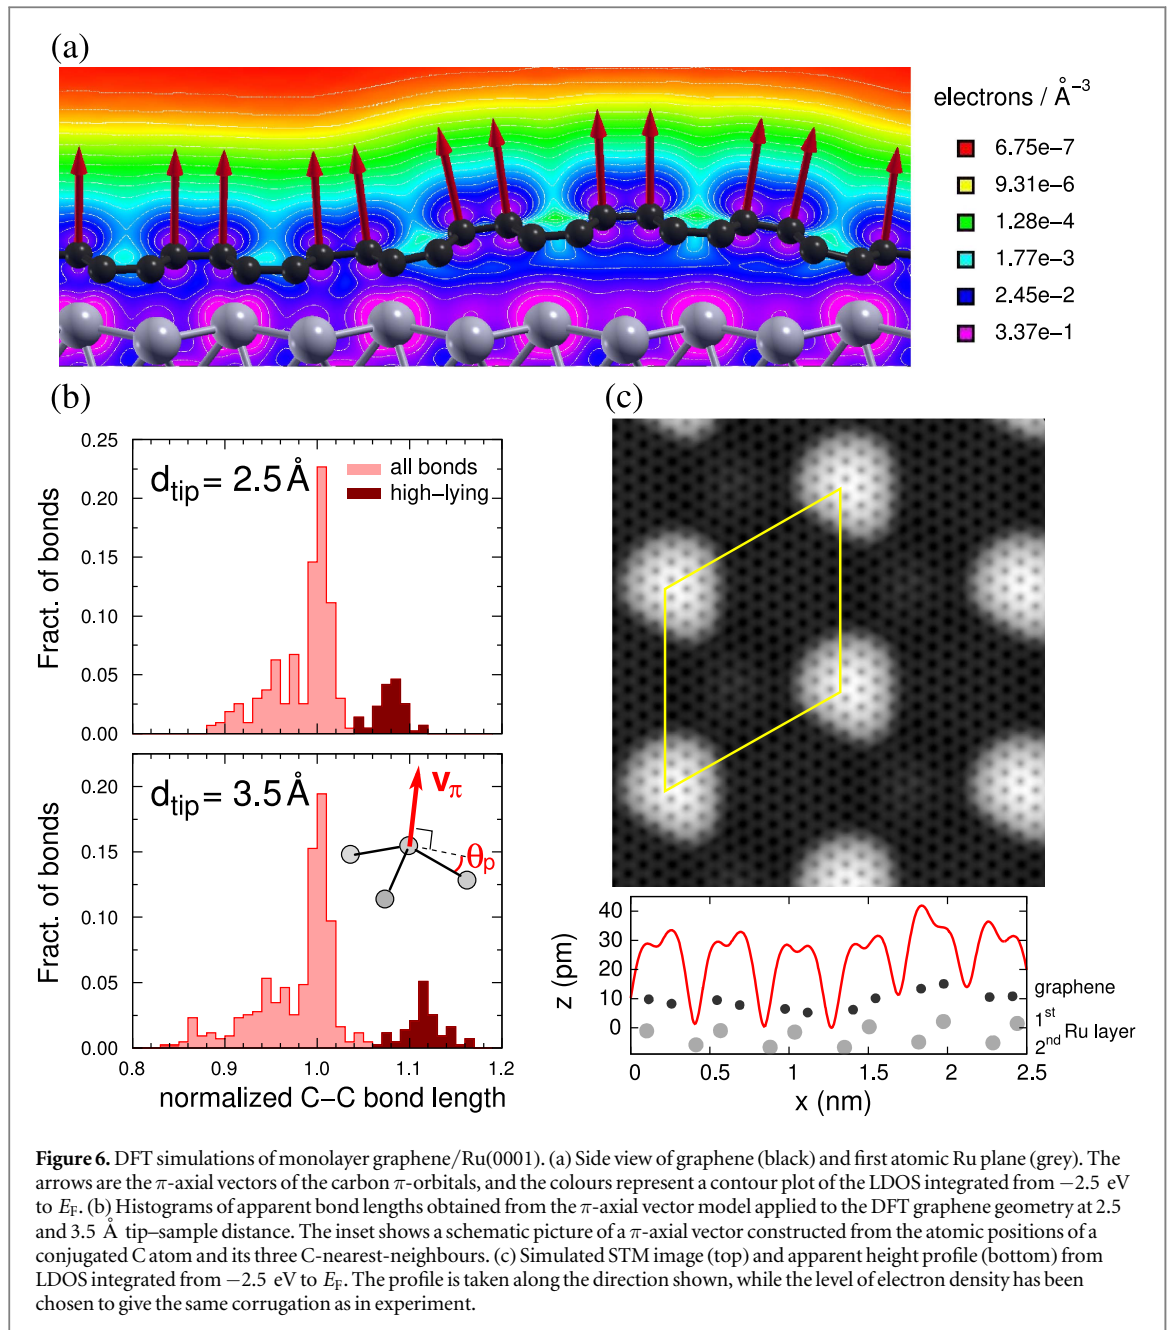 (a)
electrons / Å⁻³
6.75e−7
9.31e−6
1.28e−4
1.77e−3
2.45e−2
3.37e−1
(b)
0.25
0.20
0.15
0.10
0.05
0.00
Fract. of bonds
d_tip = 2.5 Å
all bonds
high−lying
0.20
0.15
0.10
0.05
0.00
Fract. of bonds
d_tip = 3.5 Å
v_π
θ_p
0.8 0.9 1.0 1.1 1.2
normalized C−C bond length
(c)
40
30
20
10
0
z (pm)
graphene
1st
2nd Ru layer
0 0.5 1 1.5 2 2.5
x (nm)
Figure 6. DFT simulations of monolayer graphene/Ru(0001). (a) Side view of graphene (black) and first atomic Ru plane (grey). The
arrows are the π-axial vectors of the carbon π-orbitals, and the colours represent a contour plot of the LDOS integrated from −2.5 eV
to E_F. (b) Histograms of apparent bond lengths obtained from the π-axial vector model applied to the DFT graphene geometry at 2.5
and 3.5 Å tip–sample distance. The inset shows a schematic picture of a π-axial vector constructed from the atomic positions of a
conjugated C atom and its three C-nearest-neighbours. (c) Simulated STM image (top) and apparent height profile (bottom) from
LDOS integrated from −2.5 eV to E_F. The profile is taken along the direction shown, while the level of electron density has been
chosen to give the same corrugation as in experiment.